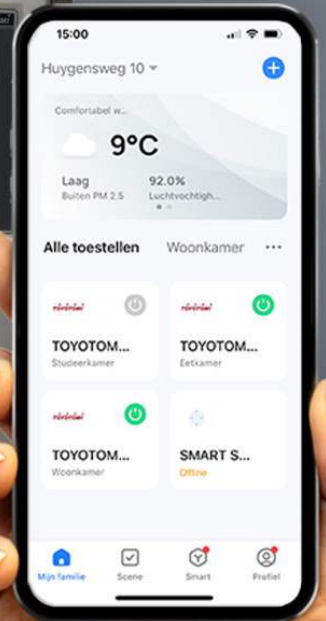 15:00
Huygensweg 10
Comfortabel w...
9°C
Laag
92.0%
Buiten PM 2.5
Luchtvochtigh...
Alle toestellen
Woonkamer
...
TOYOTOM...
Studeerkamer
TOYOTOM...
Eetkamer
TOYOTOM...
Woonkamer
SMART S...
Offline
Mijn familie
Scene
Smart
Profiel